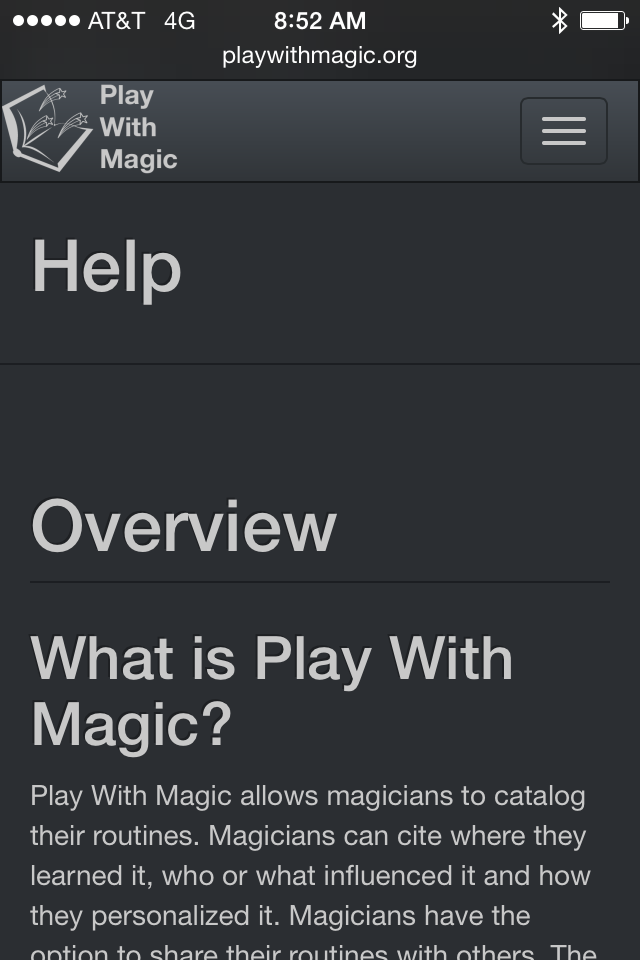 AT&T 4G 8:52 AM
playwithmagic.org
Play
With
Magic
Help
Overview
What is Play With
Magic?
Play With Magic allows magicians to catalog
their routines. Magicians can cite where they
learned it, who or what influenced it and how
they personalized it. Magicians have the
option to share their routines with others. The